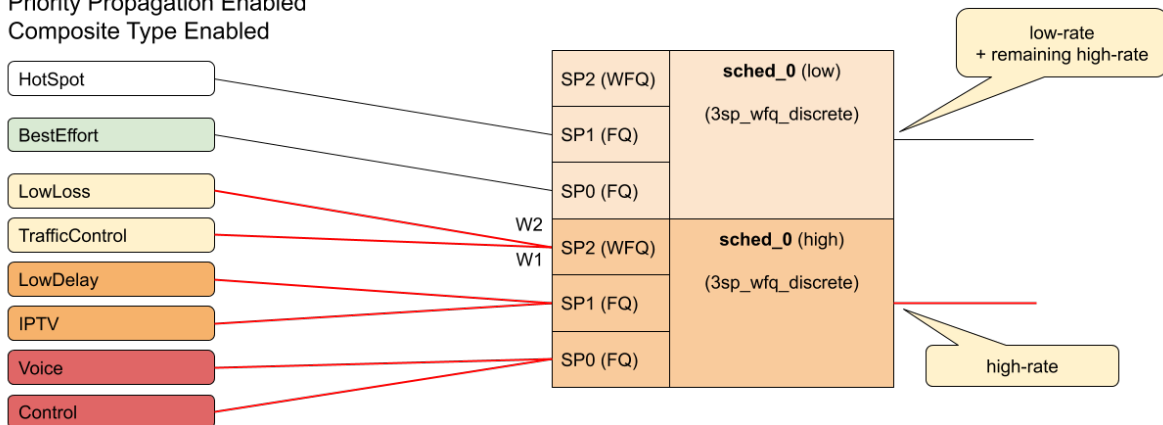 Priority Propagation Enabled
Composite Type Enabled
HotSpot
BestEffort
LowLoss
TrafficControl
LowDelay
IPTV
Voice
Control
W2
W1
SP2 (WFQ)
SP1 (FQ)
SP0 (FQ)
SP2 (WFQ)
SP1 (FQ)
SP0 (FQ)
sched_0 (low)
(3sp_wfq_discrete)
sched_0 (high)
(3sp_wfq_discrete)
low-rate
+ remaining high-rate
high-rate